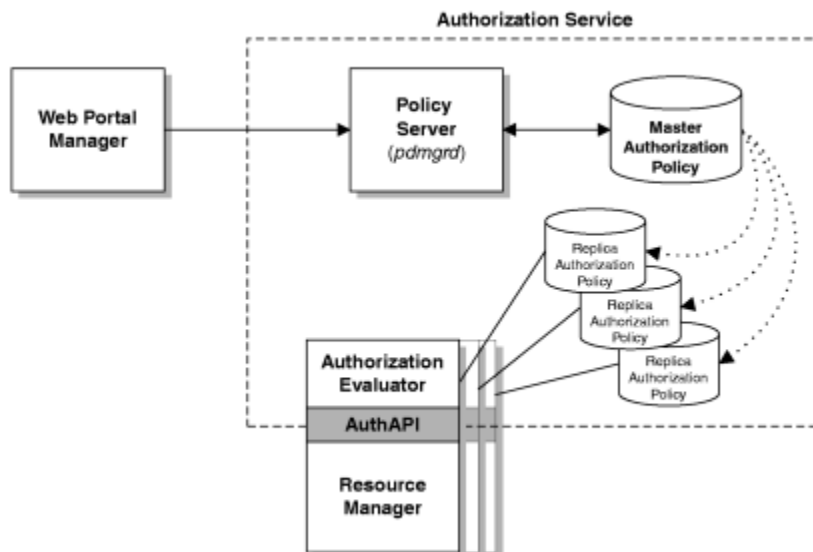 Authorization Service
Web Portal
Manager
Policy
Server
(pdmgrd)
Master
Authorization
Policy
Replica
Authorization
Policy
Replica
Authorization
Policy
Replica
Authorization
Policy
Authorization
Evaluator
AuthAPI
Resource
Manager